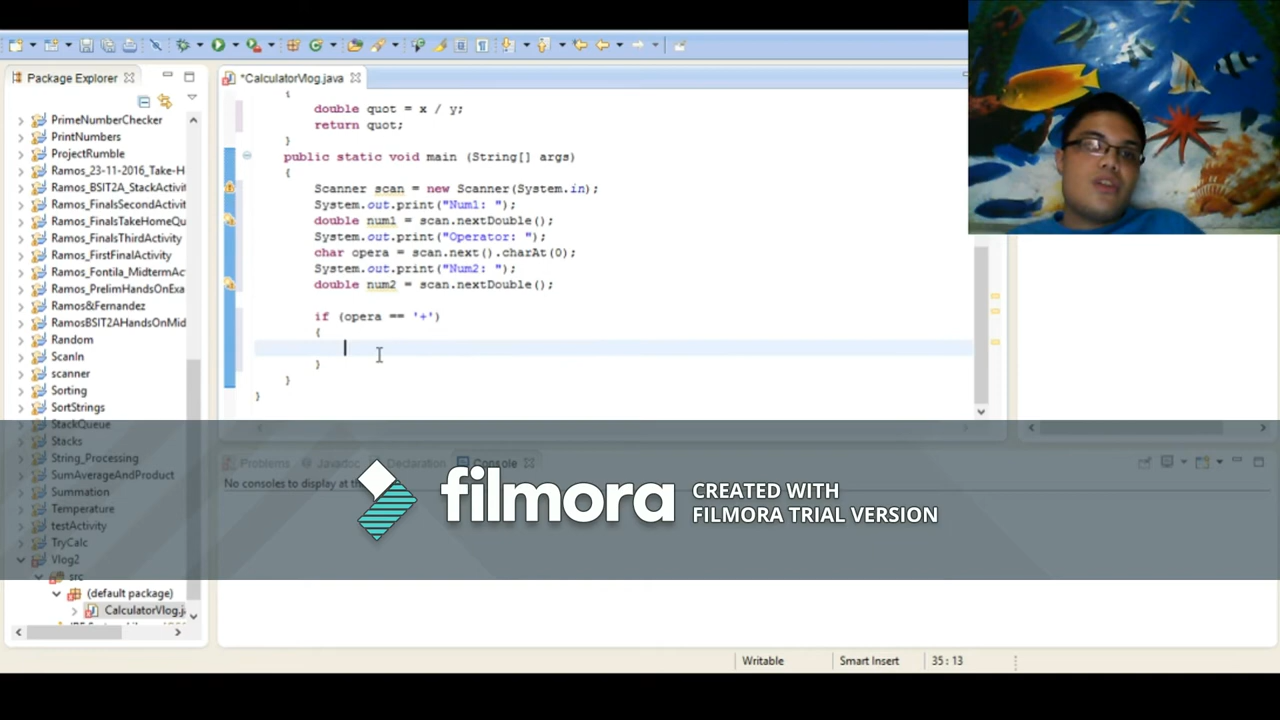 Package Explorer
*CalculatorVlog.java
PrimeNumberChecker
PrintNumbers
ProjectRumble
Ramos_23-11-2016_Take-H
Ramos_BSIT2A_StackActivit
Ramos_FinalsSecondActivit
Ramos_FinalsTakeHomeQu
Ramos_FinalsThirdActivity
Ramos_FirstFinalActivity
Ramos_Fontila_MidtermAc
Ramos_PrelimHandsOnExa
Ramos&Fernandez
RamosBSIT2AHandsOnMid
Random
ScanIn
scanner
Sorting
SortStrings
StackQueue
Stacks
String_Processing
SumAverageAndProduct
Summation
Temperature
testActivity
TryCalc
Vlog2
src
(default package)
CalculatorVlog.j
{
double quot = x / y;
return quot;
}
public static void main (String[] args)
{
Scanner scan = new Scanner(System.in);
System.out.print("Num1: ");
double num1 = scan.nextDouble();
System.out.print("Operator: ");
char opera = scan.next().charAt(0);
System.out.print("Num2: ");
double num2 = scan.nextDouble();
if (opera == '+')
{
}
}
}
Problems Javadoc Declaration Console
No consoles to display at th
filmora
CREATED WITH
FILMORA TRIAL VERSION
Writable Smart Insert 35 : 13